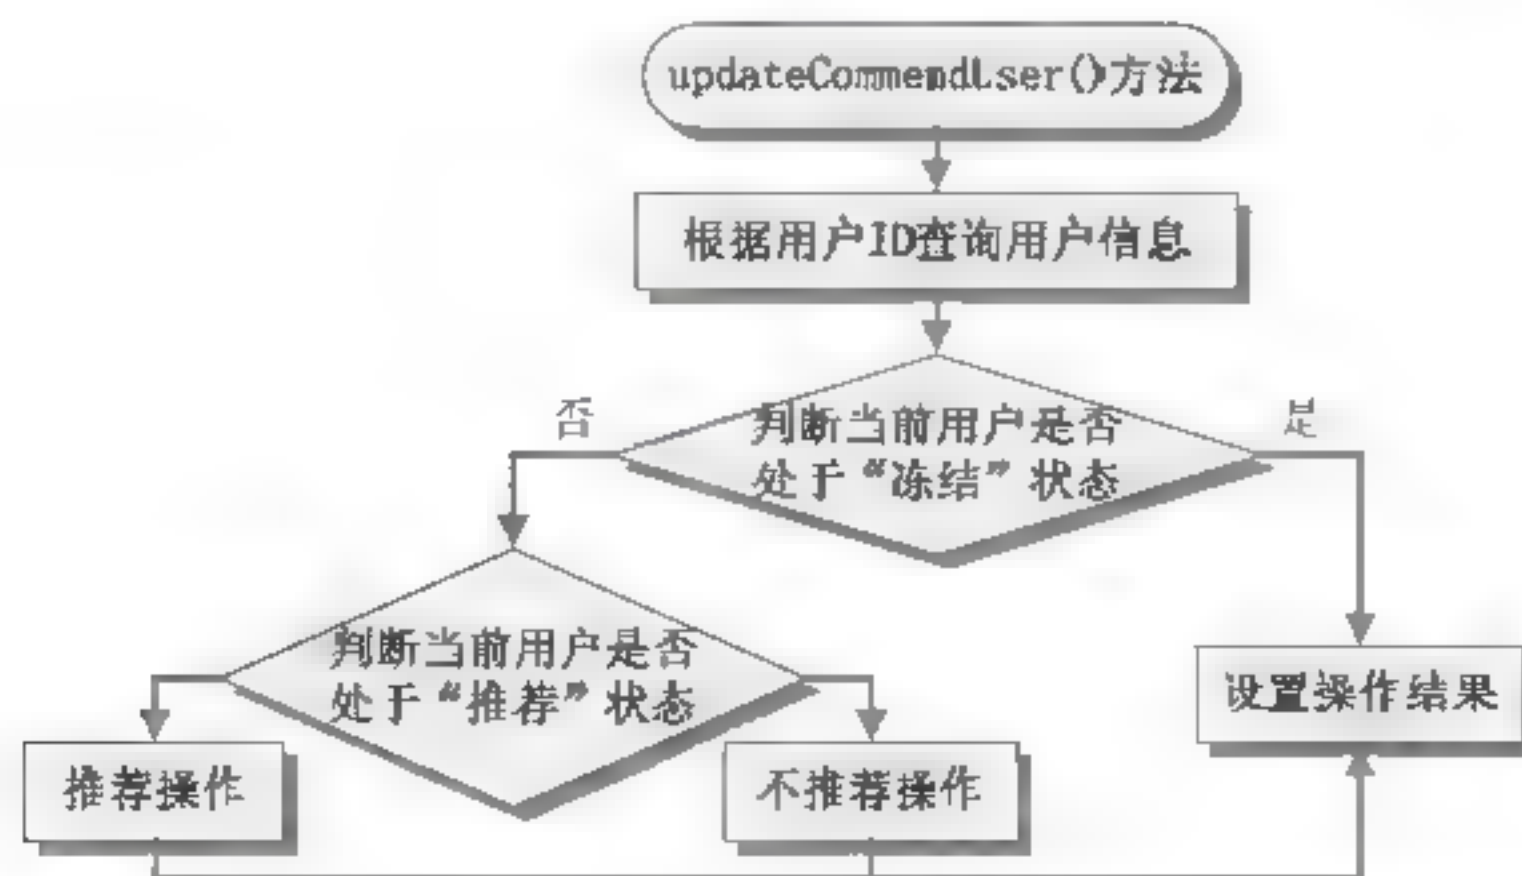 updateCommendUser()方法
根据用户ID查询用户信息
否
是
判断当前用户是否
处于“冻结”状态
判断当前用户是否
处于“推荐”状态
设置操作结果
推荐操作
不推荐操作